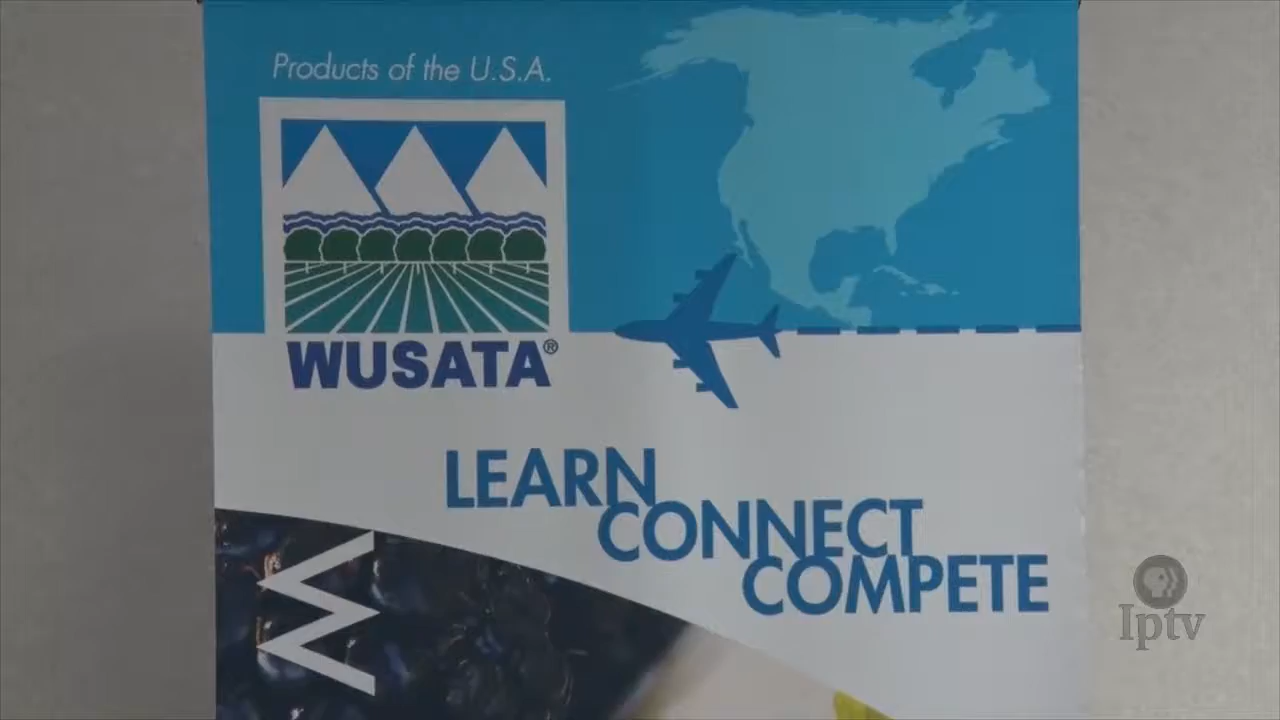 Products of the U.S.A.
WUSATA®
LEARN
CONNECT
COMPETE
W
Iptv